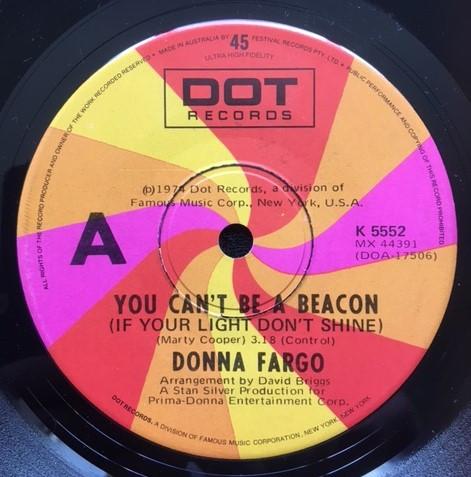 MADE IN AUSTRALIA BY FESTIVAL RECORDS PTY. LTD. • PUBLIC PERFORMANCE AND COPYING OF THIS RECORD PROHIBITED
ALL RIGHTS OF THE RECORD PRODUCER AND OWNER OF THE WORK RECORDED RESERVED •
45
ULTRA HIGH FIDELITY
DOT
RECORDS
(p)1974 Dot Records, a division of
Famous Music Corp., New York, U.S.A.
A
K 5552
MX 44391
(DOA-17506)
YOU CAN'T BE A BEACON
(IF YOUR LIGHT DON'T SHINE)
(Marty Cooper) 3.18 (Control)
DONNA FARGO
Arrangement by David Briggs
A Stan Silver Production for
Prima-Donna Entertainment Corp.
DOT RECORDS, A DIVISION OF FAMOUS MUSIC CORPORATION, NEW YORK, NEW YORK